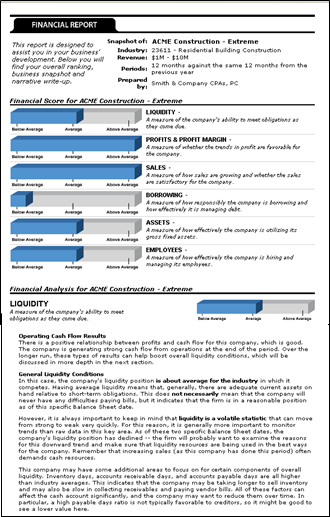 FINANCIAL REPORT
This report is designed to
assist you in your business'
development. Below you will
find your overall ranking,
business snapshot and
narrative write-up.
Snapshot of: ACME Construction - Extreme
Industry: 23611 - Residential Building Construction
Revenue: $1M - $10M
Periods: 12 months against the same 12 months from the
previous year
Prepared
by: Smith & Company CPAs, PC
Financial Score for ACME Construction - Extreme
LIQUIDITY -
A measure of the company's ability to meet obligations as
they come due.
Below Average Average Above Average
PROFITS & PROFIT MARGIN -
A measure of whether the trends in profit are favorable for
the company.
Below Average Average Above Average
SALES -
A measure of how sales are growing and whether the sales
are satisfactory for the company.
Below Average Average Above Average
BORROWING -
A measure of how responsibly the company is borrowing and
how effectively it is managing debt.
Below Average Average Above Average
ASSETS -
A measure of how effectively the company is utilizing its
gross fixed assets.
Below Average Average Above Average
EMPLOYEES -
A measure of how effectively the company is hiring and
managing its employees.
Below Average Average Above Average
Financial Analysis for ACME Construction - Extreme
LIQUIDITY
A measure of the company's ability to meet
obligations as they come due.
Below Average Average Above Average
Operating Cash Flow Results
There is a positive relationship between profits and cash flow for this company, which is good.
The company is generating strong cash flow from operations at the end of the period. Over the
longer run, these types of results can help boost overall liquidity conditions, which will be
discussed in more depth in the next section.
General Liquidity Conditions
In this case, the company's liquidity position is about average for the industry in which it
competes. Having average liquidity means that, generally, there are adequate current assets on
hand relative to short-term obligations. This does not necessarily mean that the company will
never have any difficulties paying bills, but it indicates that the firm is in a reasonable position
as of this specific Balance Sheet date.
However, it is always important to keep in mind that liquidity is a volatile statistic that can move
from strong to weak very quickly. For this reason, it is generally more important to monitor
trends than raw data in this key area. As of these two specific Balance Sheet dates, the
company's liquidity position has declined -- the firm will probably want to examine the reasons
for this downward trend and make sure that liquidity resources are being used in the best ways
for the company. Remember that increasing sales (as this company has done this period) often
demands cash resources.
This company may have some additional areas to focus on for certain components of overall
liquidity. Inventory days, accounts receivable days, and accounts payable days are all higher
than industry averages. This indicates that the company may be taking longer to sell inventory
and may also be slow in collecting receivables and paying vendor bills. All of these factors can
affect the cash account significantly, and the company may want to reduce them over time. In
particular, a high payable days ratio is not typically favorable to creditors, so it might be good to
see a lower value here.